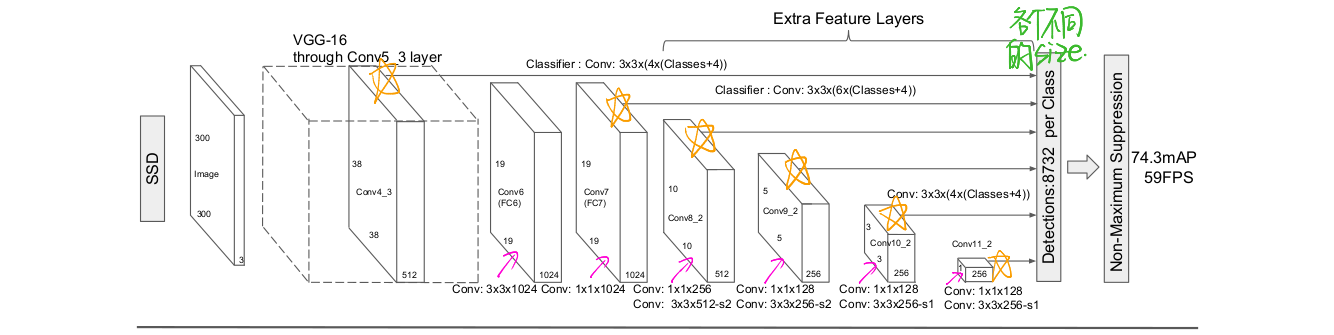 Extra Feature Layers
各个不同
的size.
VGG-16
through Conv5_3 layer
Classifier : Conv: 3x3x(4x(Classes+4))
Classifier : Conv: 3x3x(6x(Classes+4))
SSD
300
Image
300
3
38
Conv4_3
38
512
19
Conv6
(FC6)
19
1024
19
Conv7
(FC7)
19
1024
10
Conv8_2
10
512
5
Conv9_2
5
256
Conv: 3x3x(4x(Classes+4))
3
Conv10_2
3
256
Conv11_2
1
256
Detections:8732 per Class
Non-Maximum Suppression
74.3mAP
59FPS
Conv: 3x3x1024
Conv: 1x1x1024
Conv: 1x1x256
Conv: 3x3x512-s2
Conv: 1x1x128
Conv: 3x3x256-s2
Conv: 1x1x128
Conv: 3x3x256-s1
Conv: 1x1x128
Conv: 3x3x256-s1